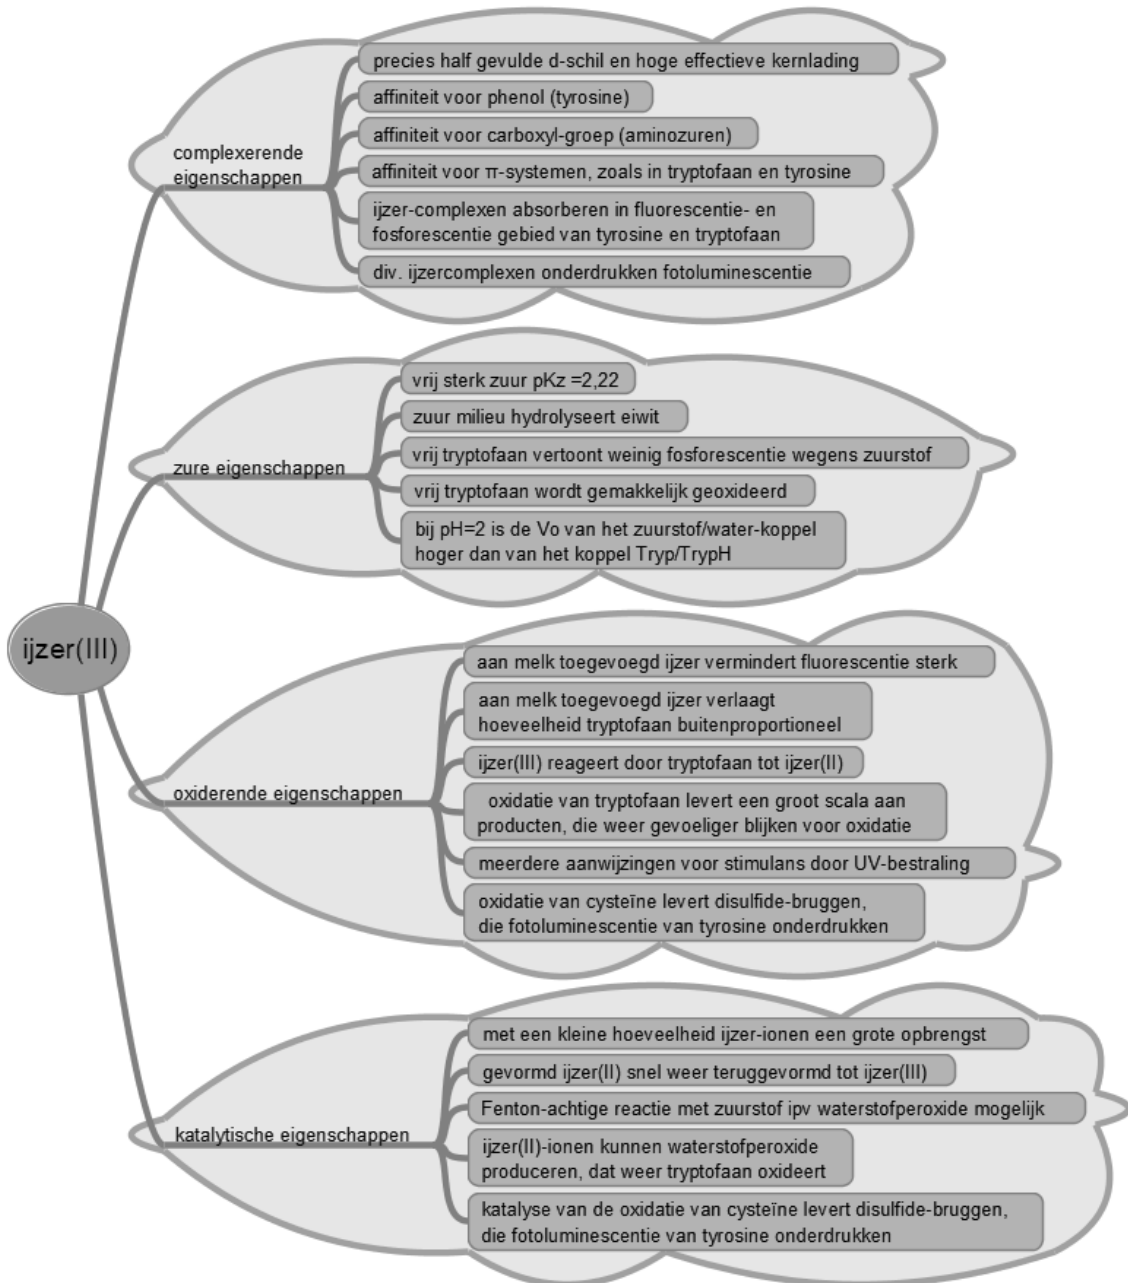 ijzer(III)
complexerende
eigenschappen
precies half gevulde d-schil en hoge effectieve kernlading
affiniteit voor phenol (tyrosine)
affiniteit voor carboxyl-groep (aminozuren)
affiniteit voor π-systemen, zoals in tryptofaan en tyrosine
ijzer-complexen absorberen in fluorescentie- en
fosforescentie gebied van tyrosine en tryptofaan
div. ijzercomplexen onderdrukken fotoluminescentie
zure eigenschappen
vrij sterk zuur pKz =2,22
zuur milieu hydrolyseert eiwit
vrij tryptofaan vertoont weinig fosforescentie wegens zuurstof
vrij tryptofaan wordt gemakkelijk geoxideerd
bij pH=2 is de Vo van het zuurstof/water-koppel
hoger dan van het koppel Tryp/TrypH
oxiderende eigenschappen
aan melk toegevoegd ijzer vermindert fluorescentie sterk
aan melk toegevoegd ijzer verlaagt
hoeveelheid tryptofaan buitenproportioneel
ijzer(III) reageert door tryptofaan tot ijzer(II)
oxidatie van tryptofaan levert een groot scala aan
producten, die weer gevoeliger blijken voor oxidatie
meerdere aanwijzingen voor stimulans door UV-bestraling
oxidatie van cysteïne levert disulfide-bruggen,
die fotoluminescentie van tyrosine onderdrukken
katalytische eigenschappen
met een kleine hoeveelheid ijzer-ionen een grote opbrengst
gevormd ijzer(II) snel weer teruggevormd tot ijzer(III)
Fenton-achtige reactie met zuurstof ipv waterstofperoxide mogelijk
ijzer(II)-ionen kunnen waterstofperoxide
produceren, dat weer tryptofaan oxideert
katalyse van de oxidatie van cysteïne levert disulfide-bruggen,
die fotoluminescentie van tyrosine onderdrukken